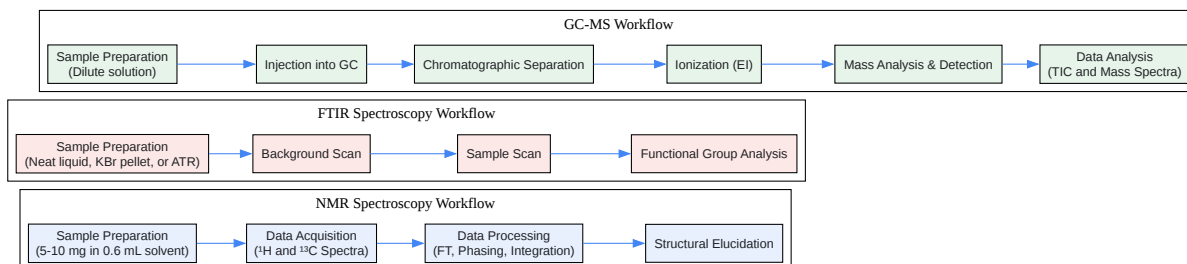 GC-MS Workflow
Sample Preparation
(Dilute solution)
Injection into GC
Chromatographic Separation
Ionization (EI)
Mass Analysis & Detection
Data Analysis
(TIC and Mass Spectra)
FTIR Spectroscopy Workflow
Sample Preparation
(Neat liquid, KBr pellet, or ATR)
Background Scan
Sample Scan
Functional Group Analysis
NMR Spectroscopy Workflow
Sample Preparation
(5-10 mg in 0.6 mL solvent)
Data Acquisition
(¹H and ¹³C Spectra)
Data Processing
(FT, Phasing, Integration)
Structural Elucidation